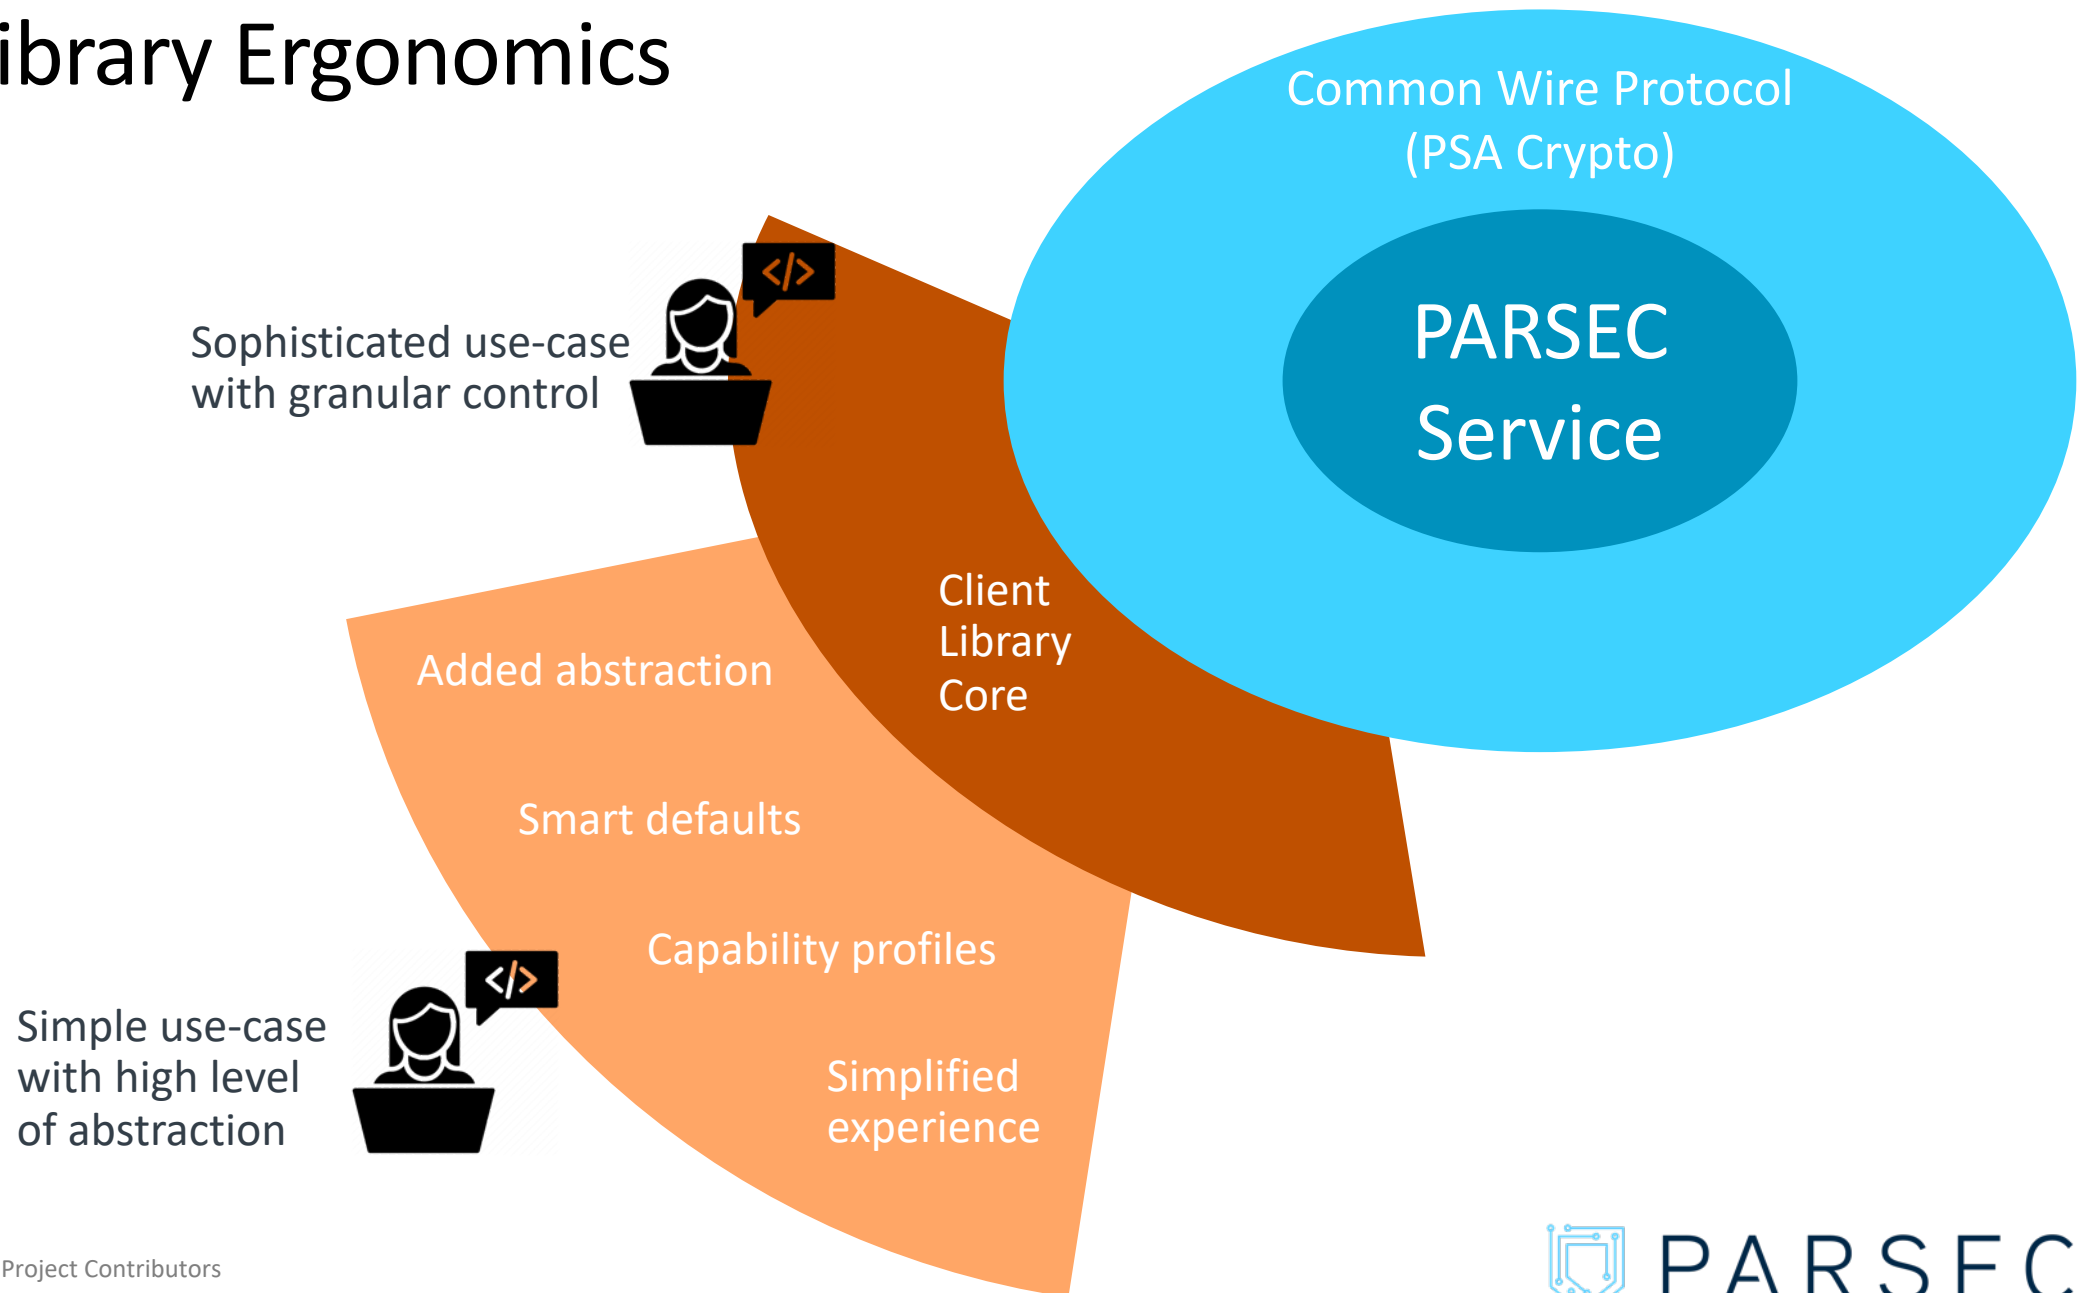 ibrary Ergonomics
Common Wire Protocol
(PSA Crypto)
PARSEC
Service
</>
Sophisticated use-case
with granular control
Client
Library
Core
Added abstraction
Smart defaults
Capability profiles
</>
Simple use-case
with high level
of abstraction
Simplified
experience
Project Contributors
PARSEC